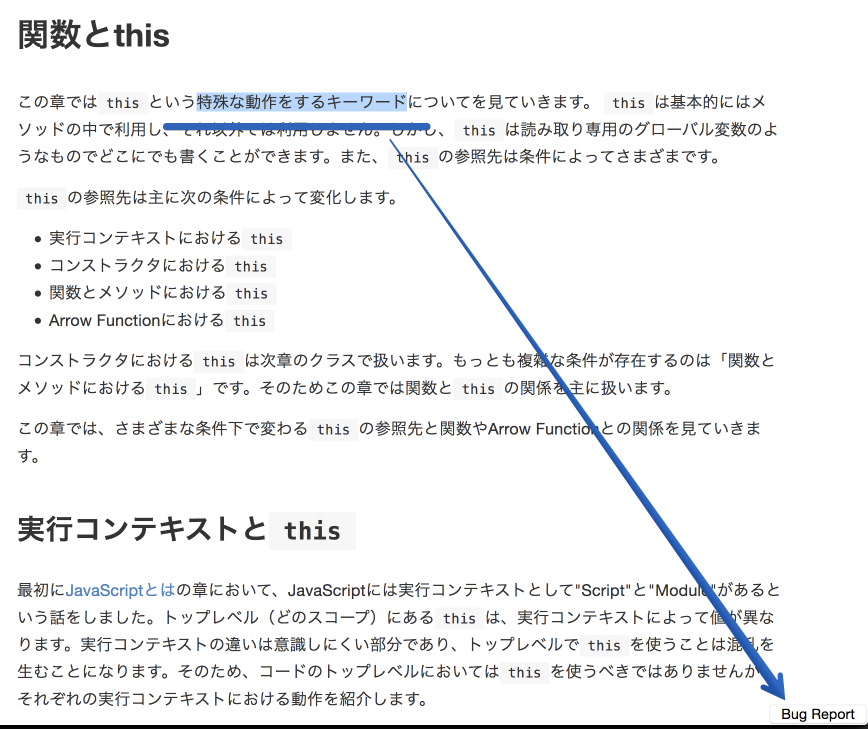 関数とthis
この章では this という特殊な動作をするキーワードについてを見ていきます。 this は基本的にはメ
ソッドの中で利用し、それ以外では利用しません。しかし、 this は読み取り専用のグローバル変数のよ
うなものでどこにでも書くことができます。また、 this の参照先は条件によってさまざまです。
this の参照先は主に次の条件によって変化します。
• 実行コンテキストにおける this
• コンストラクタにおける this
• 関数とメソッドにおける this
• Arrow Functionにおける this
コンストラクタにおける this は次章のクラスで扱います。もっとも複雑な条件が存在するのは「関数と
メソッドにおける this 」です。そのためこの章では関数と this の関係を主に扱います。
この章では、さまざまな条件下で変わる this の参照先と関数やArrow Functionとの関係を見ていきま
す。
実行コンテキストと this
最初にJavaScriptとはの章において、JavaScriptには実行コンテキストとして"Script"と"Module"があると
いう話をしました。トップレベル（どのスコープ）にある this は、実行コンテキストによって値が異な
ります。実行コンテキストの違いは意識しにくい部分であり、トップレベルで this を使うことは混乱を
生むことになります。そのため、コードのトップレベルにおいては this を使うべきではありませんが、
それぞれの実行コンテキストにおける動作を紹介します。
Bug Report